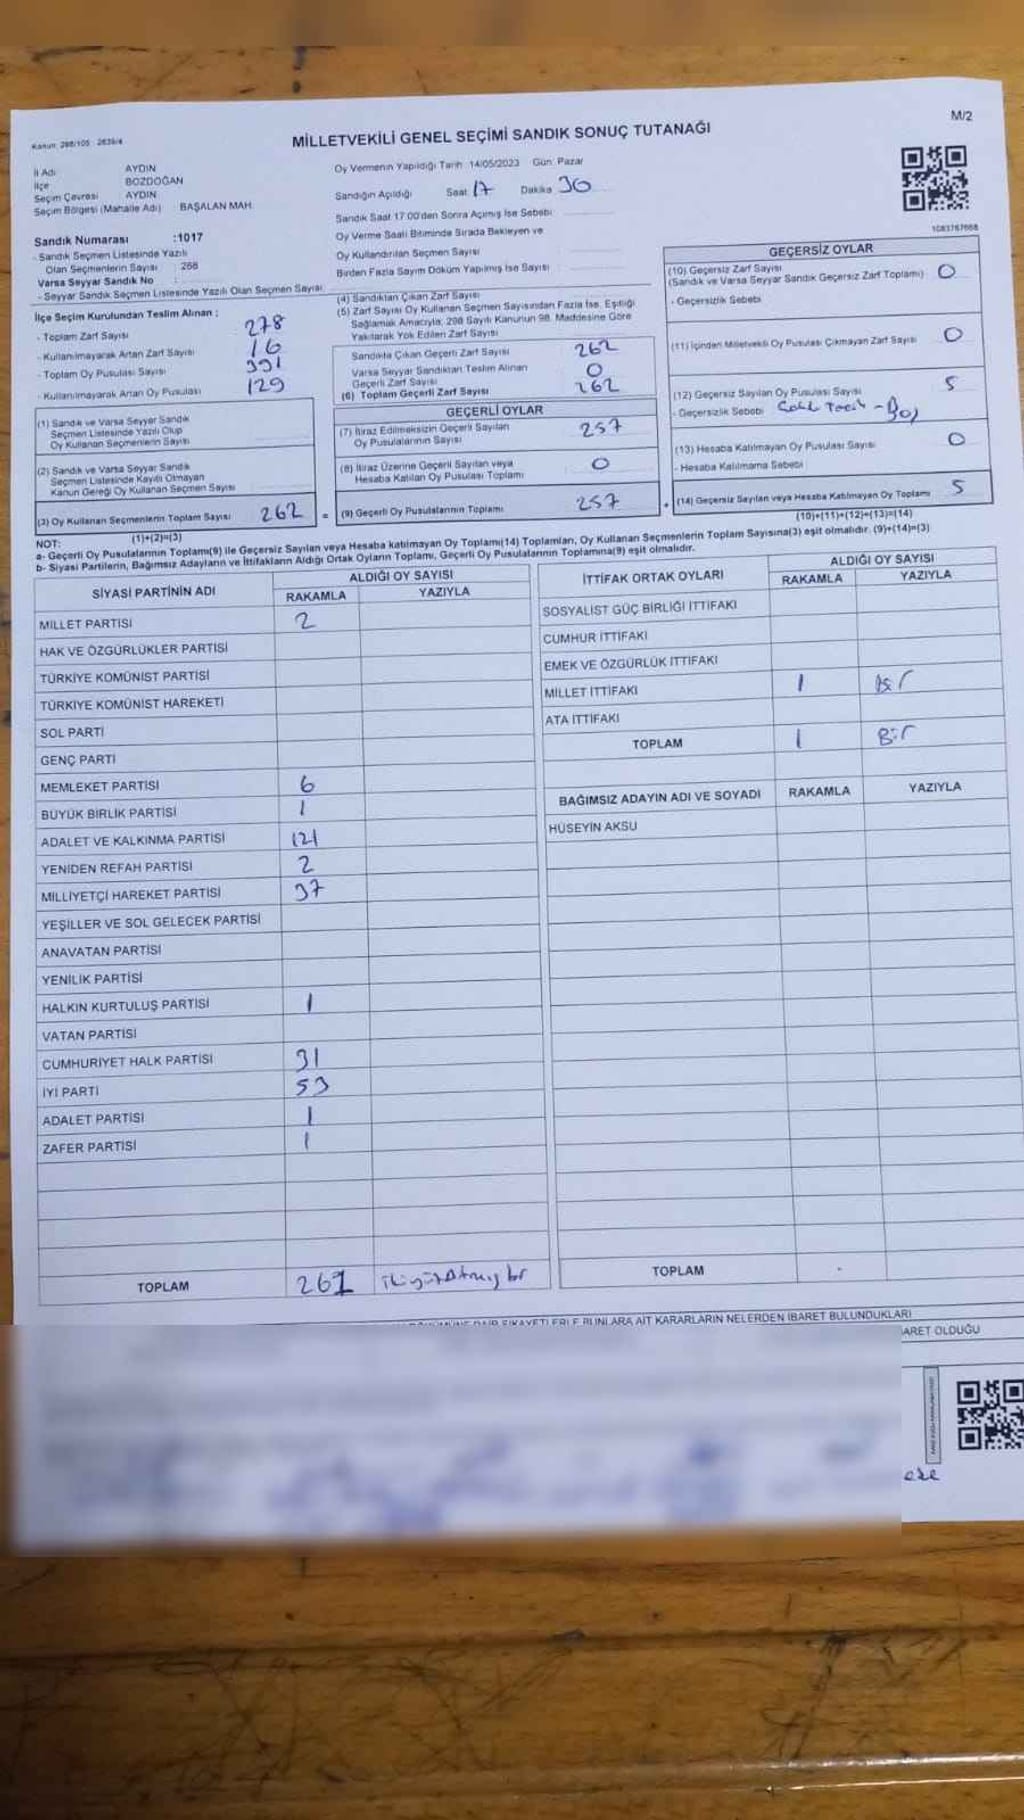 M/2
Kanun: 298/105 - 2839/4
MİLLETVEKİLİ GENEL SEÇİMİ SANDIK SONUÇ TUTANAĞI
İl Adı AYDIN
İlçe BOZDOĞAN
Seçim Çevresi AYDIN
Seçim Bölgesi (Mahalle Adı) : BAŞALAN MAH.
Oy Vermenin Yapıldığı Tarih: 14/05/2023 Gün: Pazar
Sandığın Açıldığı Saat 17 Dakika 30
Sandık Saat 17:00'den Sonra Açılmış İse Sebebi
Sandık Numarası :1017
- Sandık Seçmen Listesinde Yazılı
Olan Seçmenlerin Sayısı : 268
Varsa Seyyar Sandık No :
- Seyyar Sandık Seçmen Listesinde Yazılı Olan Seçmen Sayısı
Oy Verme Saati Bitiminde Sırada Bekleyen ve
Oy Kullandırılan Seçmen Sayısı
Birden Fazla Sayım Döküm Yapılmış İse Sayısı
1083767668
İlçe Seçim Kurulundan Teslim Alınan :
- Toplam Zarf Sayısı 278
- Kullanılmayarak Artan Zarf Sayısı 16
- Toplam Oy Pusulası Sayısı 391
- Kullanılmayarak Artan Oy Pusulası 129
(1) Sandık ve Varsa Seyyar Sandık
Seçmen Listesinde Yazılı Olup
Oy Kullanan Seçmenlerin Sayısı
(2) Sandık ve Varsa Seyyar Sandık
Seçmen Listesinde Kayıtlı Olmayan
Kanun Gereği Oy Kullanan Seçmen Sayısı
(3) Oy Kullanan Seçmenlerin Toplam Sayısı 262 =
(1)+(2)=(3)
(4) Sandıktan Çıkan Zarf Sayısı
(5) Zarf Sayısı Oy Kullanan Seçmen Sayısından Fazla İse, Eşitliği
Sağlamak Amacıyla, 298 Sayılı Kanunun 98. Maddesine Göre
Yakılarak Yok Edilen Zarf Sayısı
Sandıkta Çıkan Geçerli Zarf Sayısı 262
Varsa Seyyar Sandıktan Teslim Alınan
Geçerli Zarf Sayısı 0
(6) Toplam Geçerli Zarf Sayısı 262
GEÇERLİ OYLAR
(7) İtiraz Edilmeksizin Geçerli Sayılan
Oy Pusulalarının Sayısı 257
(8) İtiraz Üzerine Geçerli Sayılan veya
Hesaba Katılan Oy Pusulası Toplamı 0
(9) Geçerli Oy Pusulalarının Toplamı 257 +
GEÇERSİZ OYLAR
(10) Geçersiz Zarf Sayısı
(Sandık ve Varsa Seyyar Sandık Geçersiz Zarf Toplamı) 0
- Geçersizlik Sebebi
(11) İçinden Milletvekili Oy Pusulası Çıkmayan Zarf Sayısı 0
(12) Geçersiz Sayılan Oy Pusulası Sayısı 5
- Geçersizlik Sebebi - Boş
(13) Hesaba Katılmayan Oy Pusulası Sayısı 0
- Hesaba Katılmama Sebebi
(14) Geçersiz Sayılan veya Hesaba Katılmayan Oy Toplamı 5
(10)+(11)+(12)+(13)=(14)
NOT:
a- Geçerli Oy Pusulalarının Toplamı(9) ile Geçersiz Sayılan veya Hesaba katılmayan Oy Toplamı(14) Toplamları, Oy Kullanan Seçmenlerin Toplam Sayısına(3) eşit olmalıdır. (9)+(14)=(3)
b- Siyasi Partilerin, Bağımsız Adayların ve İttifakların Aldığı Ortak Oyların Toplamı, Geçerli Oy Pusulalarının Toplamına(9) eşit olmalıdır.
SİYASİ PARTİNİN ADI ALDIĞI OY SAYISI
RAKAMLA YAZIYLA
MİLLET PARTİSİ 2
HAK VE ÖZGÜRLÜKLER PARTİSİ
TÜRKİYE KOMÜNİST PARTİSİ
TÜRKİYE KOMÜNİST HAREKETİ
SOL PARTİ
GENÇ PARTİ
MEMLEKET PARTİSİ 6
BÜYÜK BİRLİK PARTİSİ 1
ADALET VE KALKINMA PARTİSİ 121
YENİDEN REFAH PARTİSİ 2
MİLLİYETÇİ HAREKET PARTİSİ 37
YEŞİLLER VE SOL GELECEK PARTİSİ
ANAVATAN PARTİSİ
YENİLİK PARTİSİ
HALKIN KURTULUŞ PARTİSİ 1
VATAN PARTİSİ
CUMHURİYET HALK PARTİSİ 31
İYİ PARTİ 53
ADALET PARTİSİ 1
ZAFER PARTİSİ 1
TOPLAM 261
İTTİFAK ORTAK OYLARI ALDIĞI OY SAYISI
RAKAMLA YAZIYLA
SOSYALİST GÜÇ BİRLİĞİ İTTİFAKI
CUMHUR İTTİFAKI
EMEK VE ÖZGÜRLÜK İTTİFAKI
MİLLET İTTİFAKI 1 Bir
ATA İTTİFAKI
TOPLAM 1 Bir
BAĞIMSIZ ADAYIN ADI VE SOYADI RAKAMLA YAZIYLA
HÜSEYİN AKSU
TOPLAM
ŞİKAYETLERLE BUNLARA AİT KARARLARIN NELERDEN İBARET BULUNDUKLARI
ARET OLDUĞU